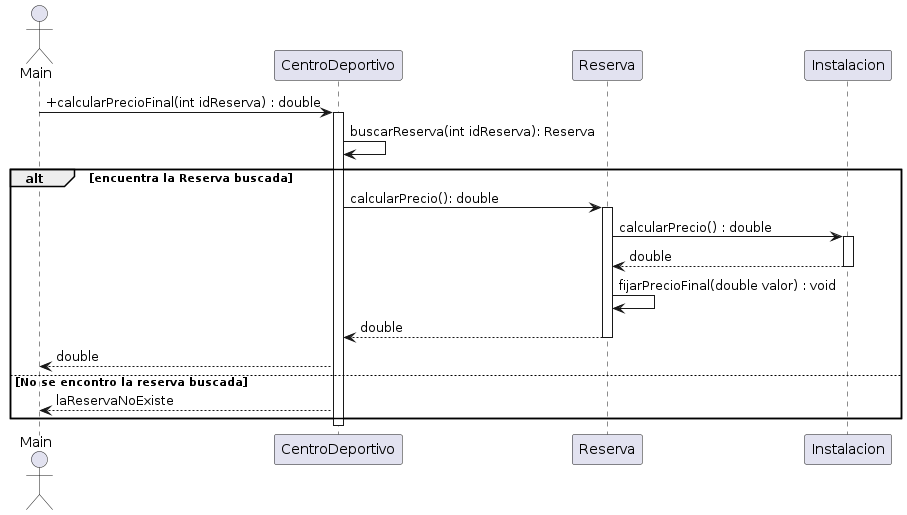 Main
CentroDeportivo
Reserva
Instalacion
+calcularPrecioFinal(int idReserva) : double
buscarReserva(int idReserva): Reserva
alt
[encuentra la Reserva buscada]
calcularPrecio(): double
calcularPrecio() : double
double
fijarPrecioFinal(double valor) : void
double
double
[No se encontro la reserva buscada]
laReservaNoExiste
Main
CentroDeportivo
Reserva
Instalacion